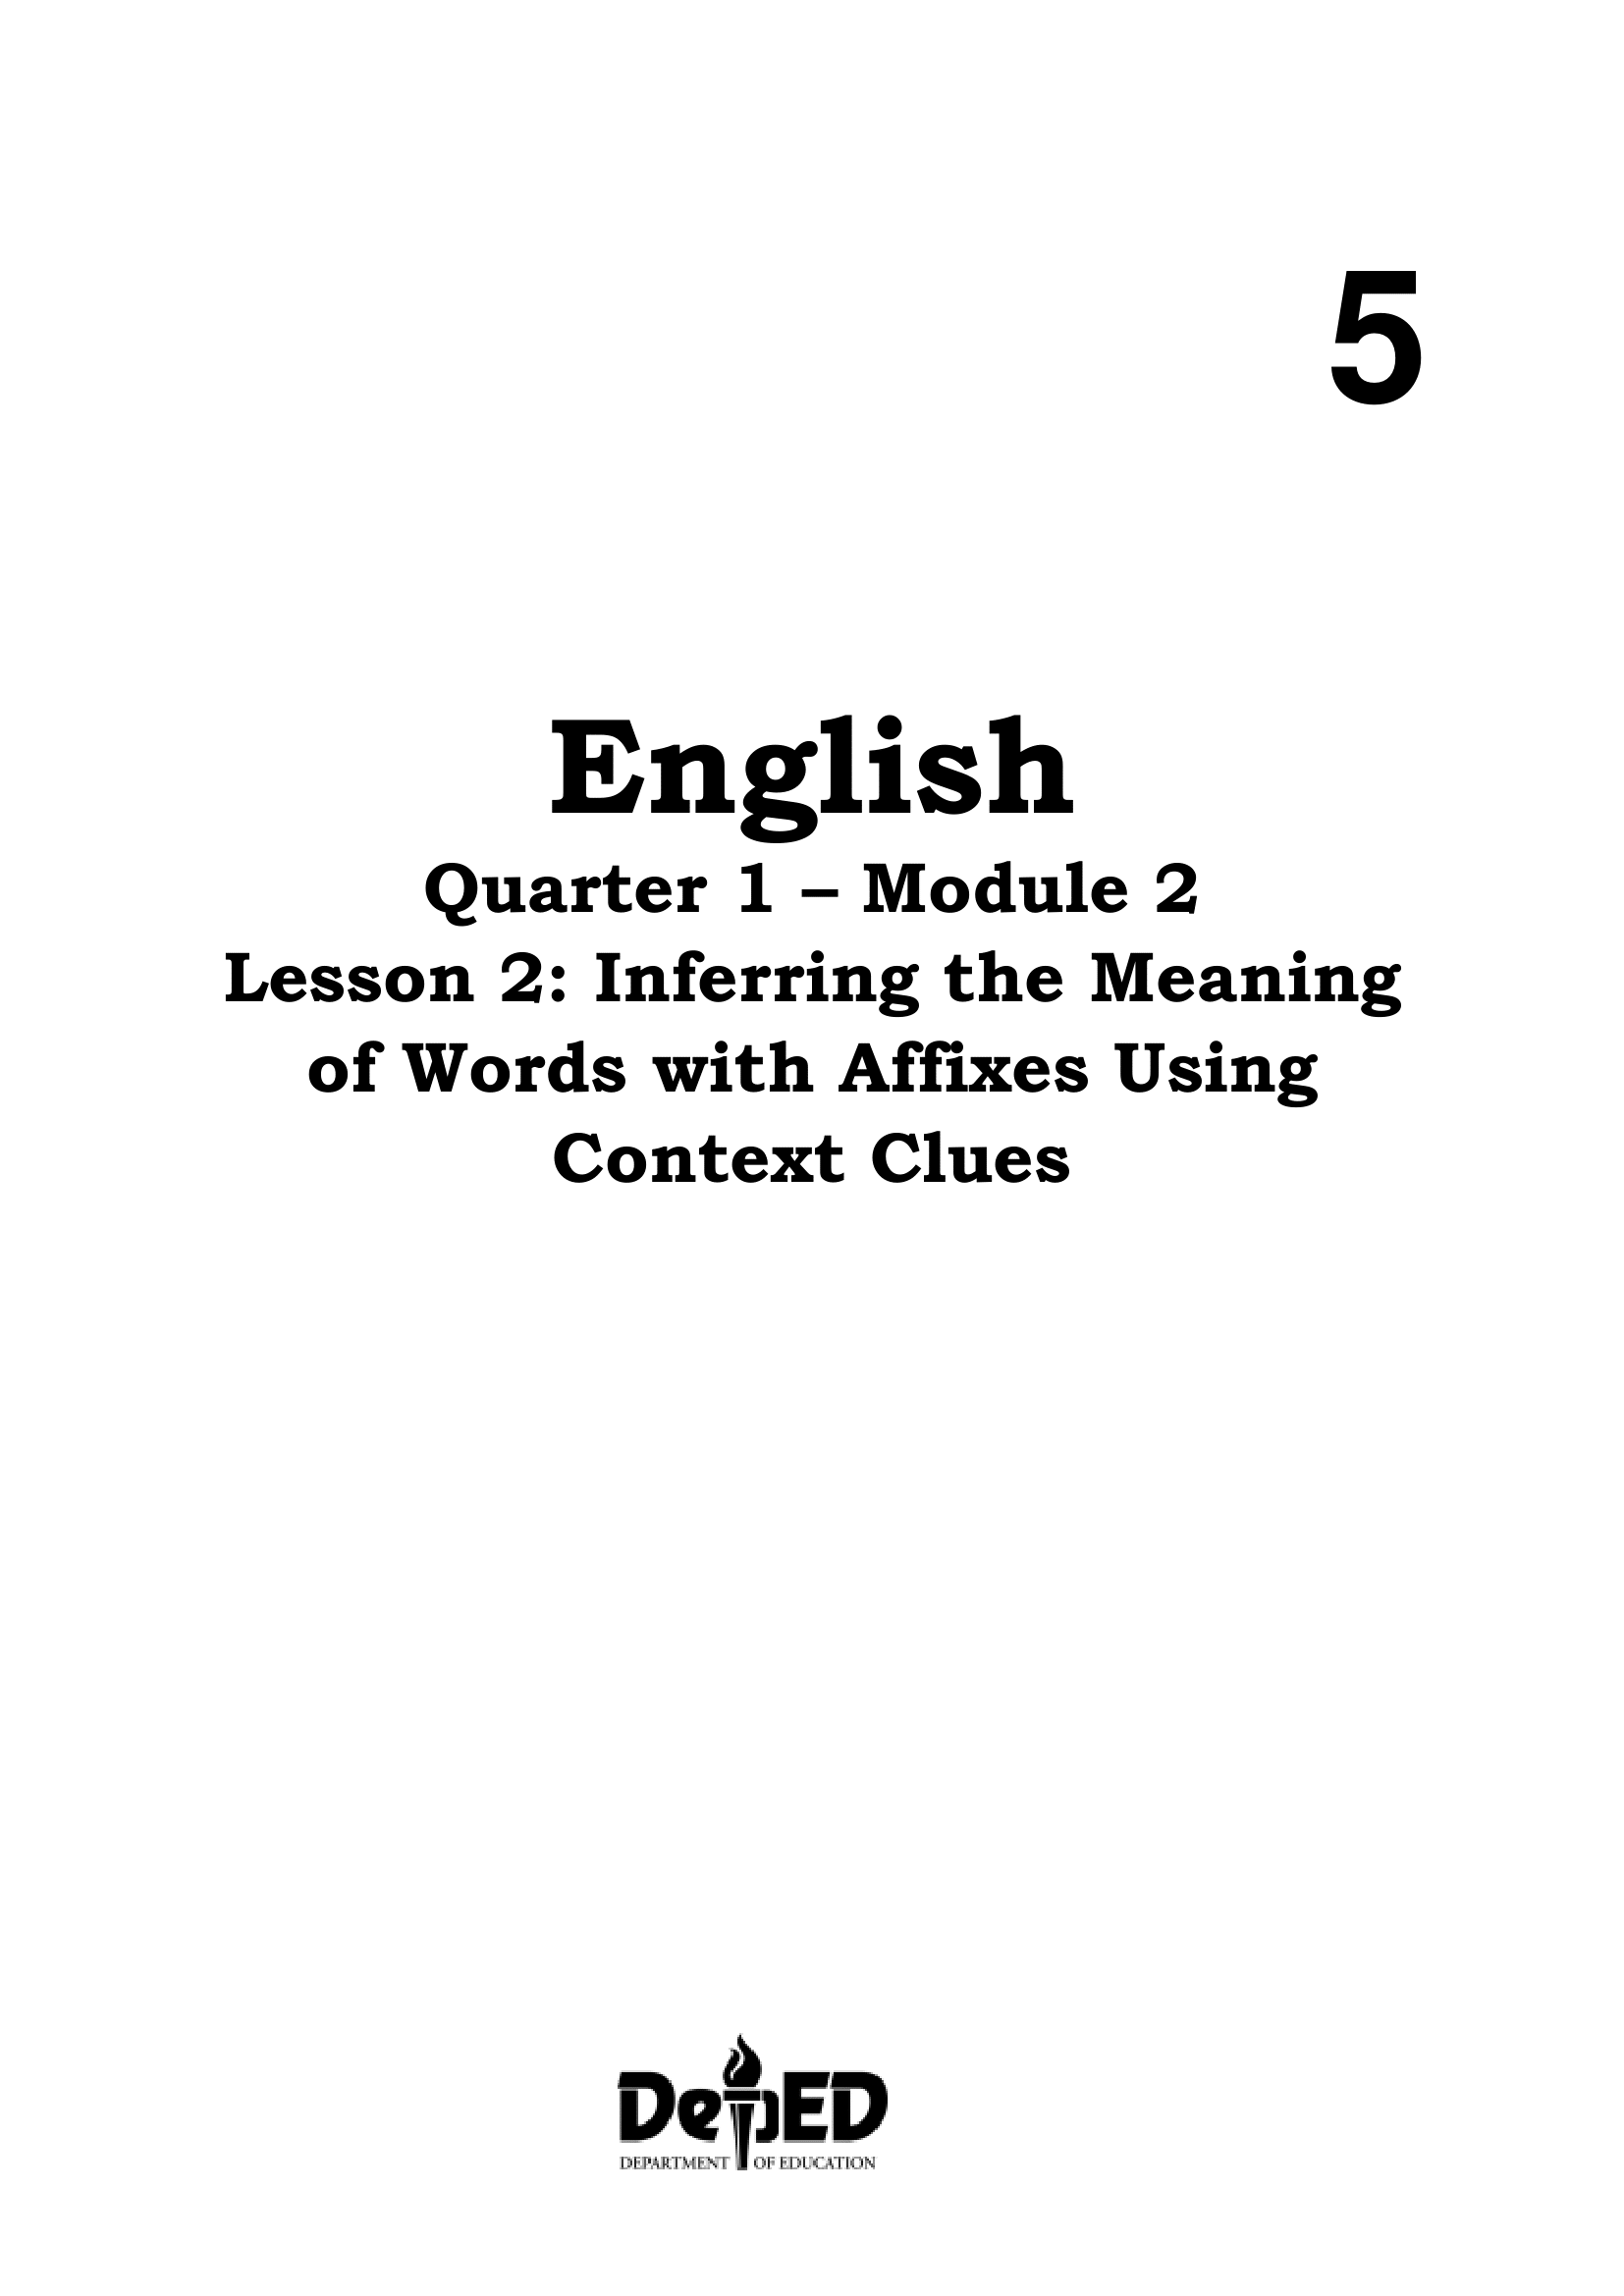 5
English
Quarter 1 – Module 2
Lesson 2: Inferring the Meaning
of Words with Affixes Using
Context Clues
DepED
DEPARTMENT OF EDUCATION